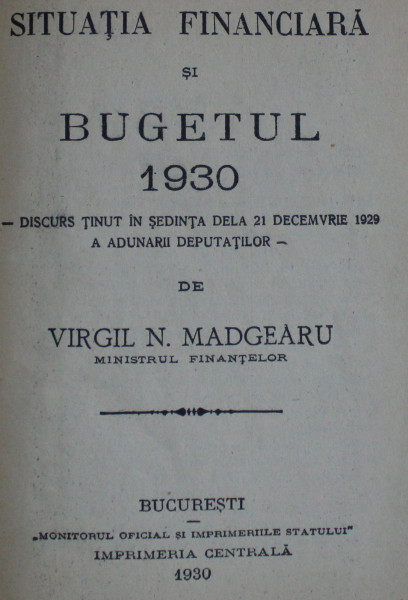 SITUAŢIA FINANCIARĂ
ŞI
BUGETUL
1930
— DISCURS ŢINUT ÎN ŞEDINŢA DELA 21 DECEMVRIE 1929
A ADUNARII DEPUTAŢILOR —
DE
VIRGIL N. MADGEARU
MINISTRUL FINANŢELOR
BUCUREŞTI
„MONITORUL OFICIAL ŞI IMPRIMERIILE STATULUI"
IMPRIMERIA CENTRALĂ
1930